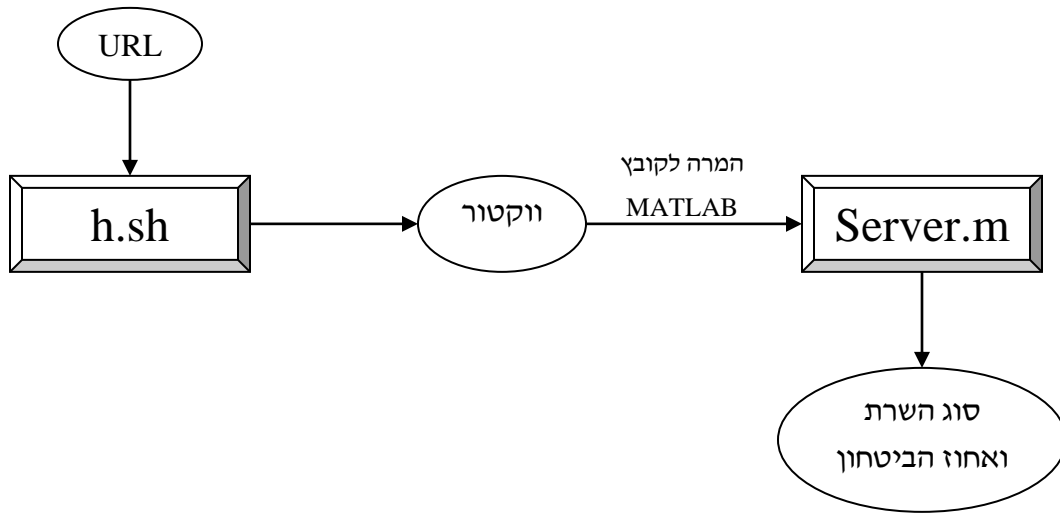 URL
h.sh
ווקטור
המרה לקובץ
MATLAB
Server.m
סוג השרת
ואחוז הביטחון